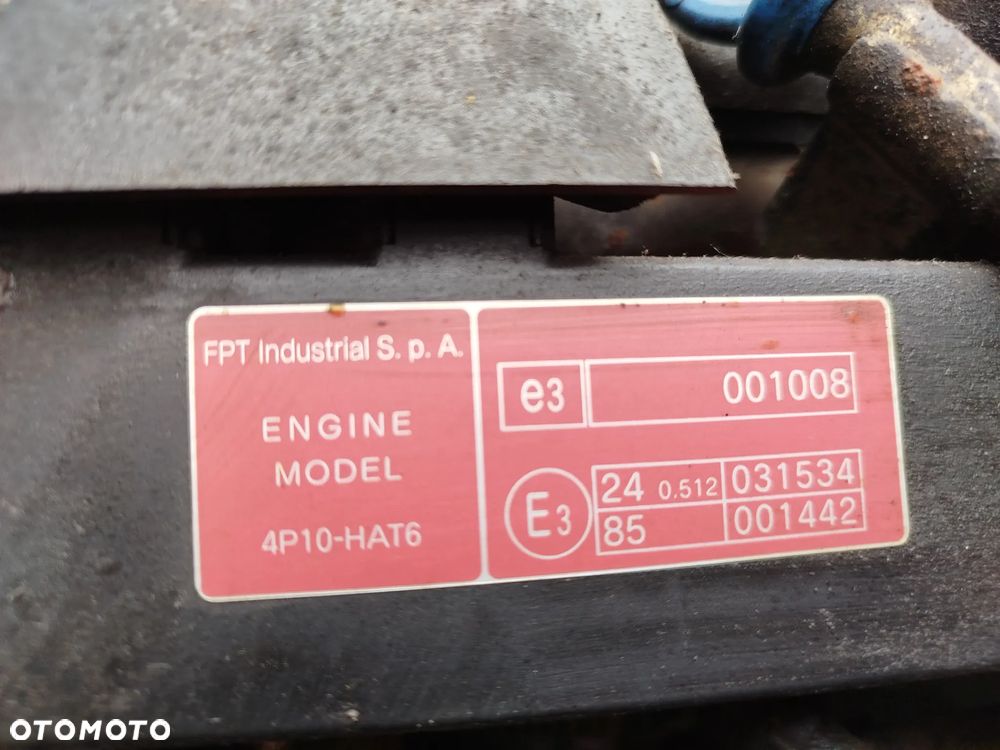 FPT Industrial S. p. A.
ENGINE
MODEL
4P10-HAT6
e3 001008
E3
24 0.512 031534
85 001442
OTOMOTO